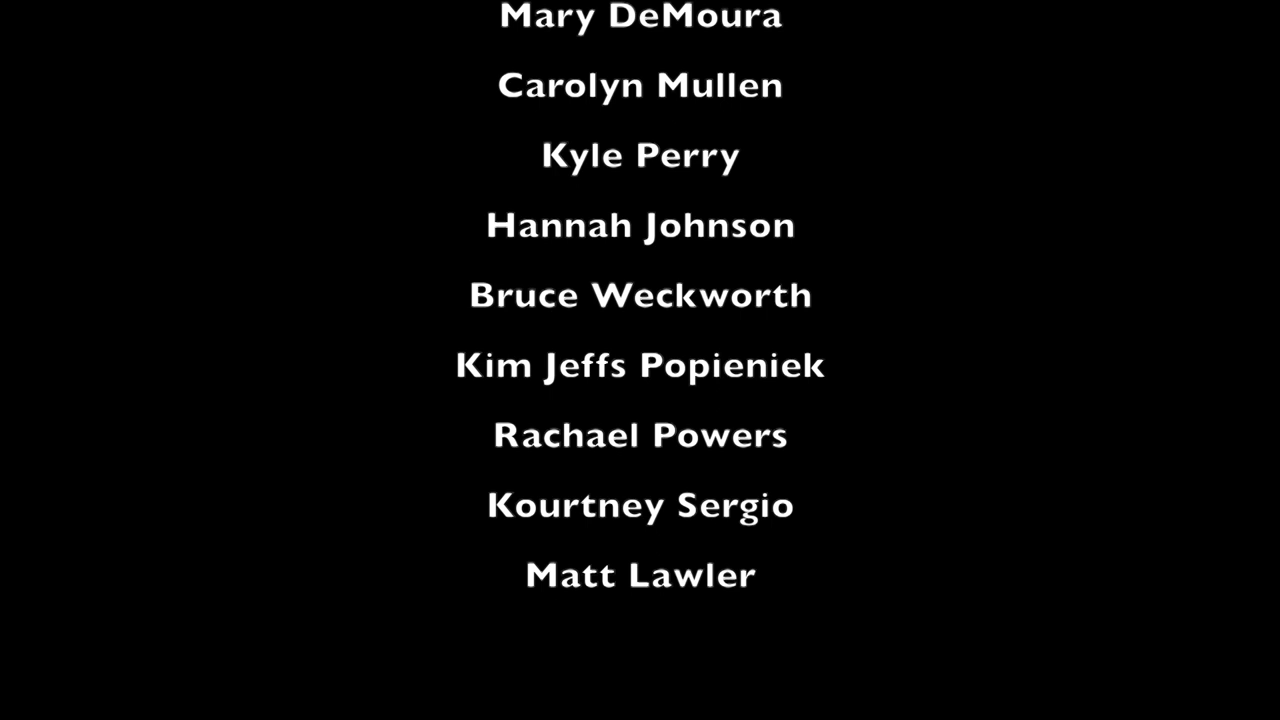 Mary DeMoura
Carolyn Mullen
Kyle Perry
Hannah Johnson
Bruce Weckworth
Kim Jeffs Popieniek
Rachael Powers
Kourtney Sergio
Matt Lawler